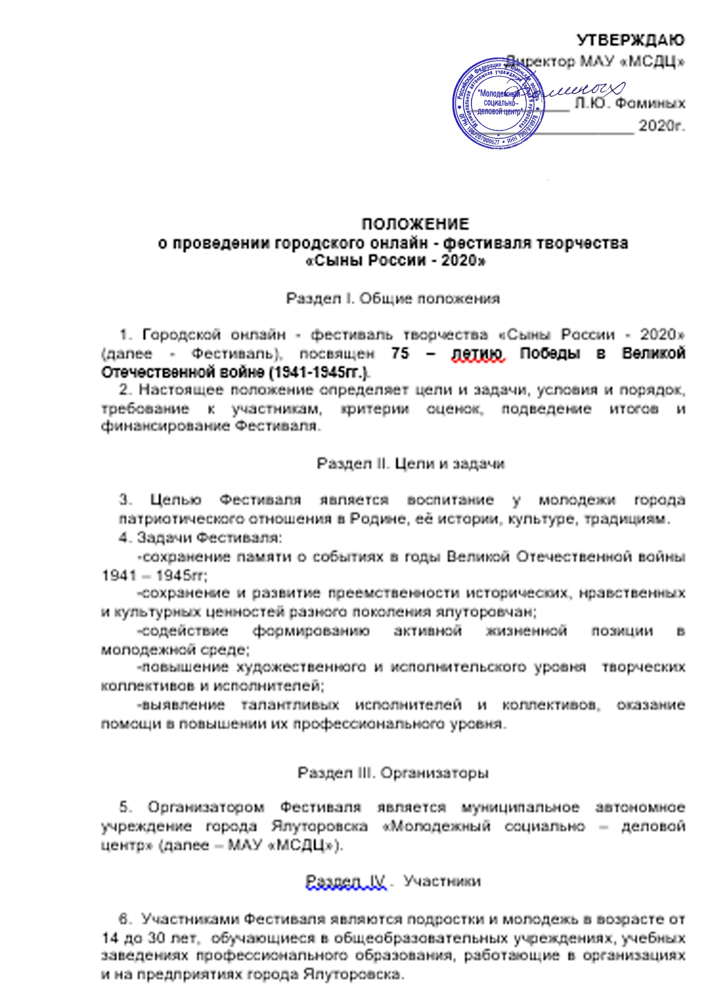 УТВЕРЖДАЮ
Директор МАУ «МСДЦ»
Фоминых
Л.Ю. Фоминых
2020г.
Российская Федерация • Тюменская область
Муниципальное автономное учреждение города Ялуторовска
"Молодежный
социально–
деловой центр"
ОГРН 1087207000627 • ИНН 7207010978
ПОЛОЖЕНИЕ
о проведении городского онлайн - фестиваля творчества
«Сыны России - 2020»
Раздел I. Общие положения
1. Городской онлайн - фестиваль творчества «Сыны России - 2020»
(далее - Фестиваль), посвящен 75 – летию Победы в Великой
Отечественной войне (1941-1945гг.).
2. Настоящее положение определяет цели и задачи, условия и порядок,
требование к участникам, критерии оценок, подведение итогов и
финансирование Фестиваля.
Раздел II. Цели и задачи
3. Целью Фестиваля является воспитание у молодежи города
патриотического отношения в Родине, её истории, культуре, традициям.
4. Задачи Фестиваля:
-сохранение памяти о событиях в годы Великой Отечественной войны
1941 – 1945гг;
-сохранение и развитие преемственности исторических, нравственных
и культурных ценностей разного поколения ялуторовчан;
-содействие формированию активной жизненной позиции в
молодежной среде;
-повышение художественного и исполнительского уровня творческих
коллективов и исполнителей;
-выявление талантливых исполнителей и коллективов, оказание
помощи в повышении их профессионального уровня.
Раздел III. Организаторы
5. Организатором Фестиваля является муниципальное автономное
учреждение города Ялуторовска «Молодежный социально – деловой
центр» (далее – МАУ «МСДЦ»).
Раздел IV . Участники
6. Участниками Фестиваля являются подростки и молодежь в возрасте от
14 до 30 лет, обучающиеся в общеобразовательных учреждениях, учебных
заведениях профессионального образования, работающие в организациях
и на предприятиях города Ялуторовска.